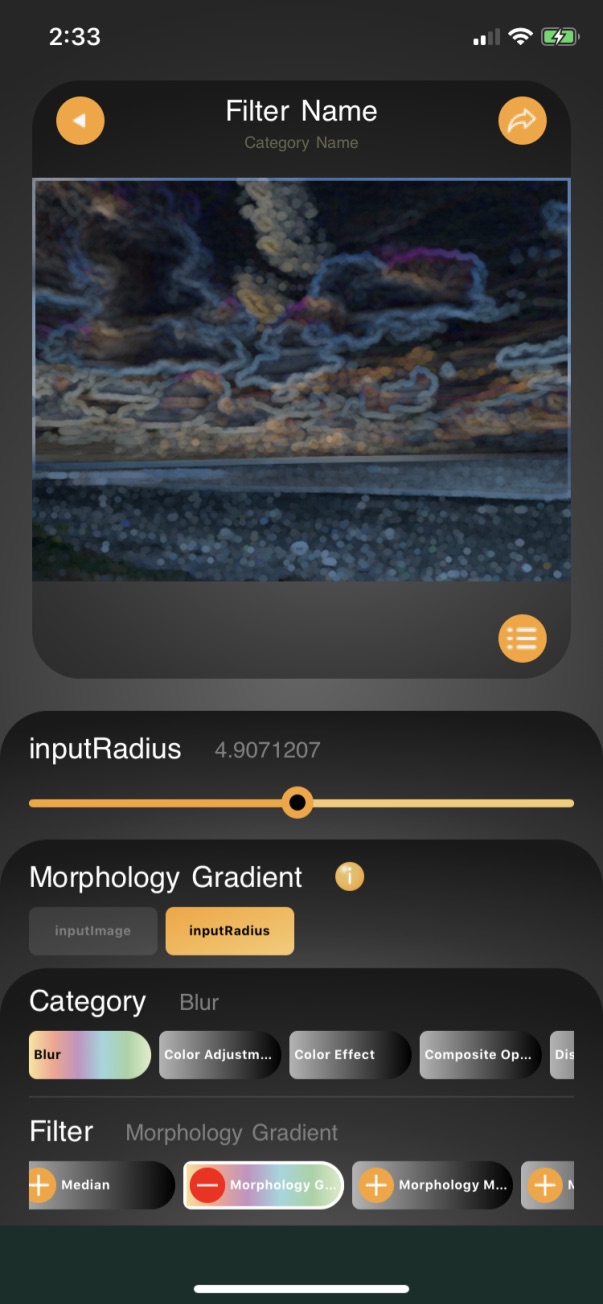 2:33
Filter Name
Category Name
inputRadius 4.9071207
Morphology Gradient i
inputImage inputRadius
Category Blur
Blur Color Adjustm... Color Effect Composite Op... Dis
Filter Morphology Gradient
Median Morphology G... Morphology M... M